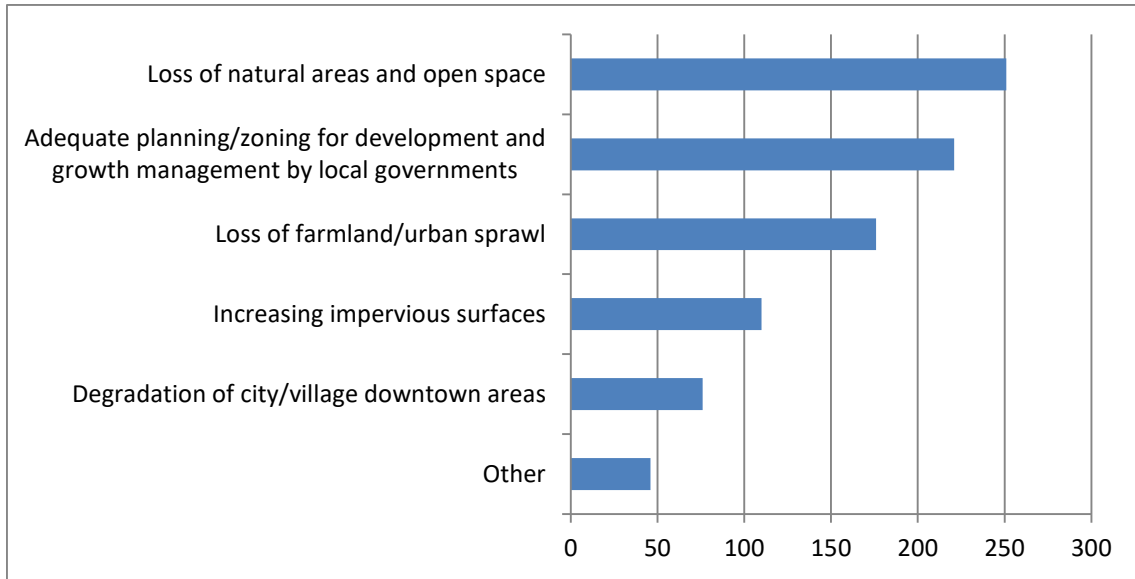 Loss of natural areas and open space
Adequate planning/zoning for development and
growth management by local governments
Loss of farmland/urban sprawl
Increasing impervious surfaces
Degradation of city/village downtown areas
Other
0 50 100 150 200 250 300